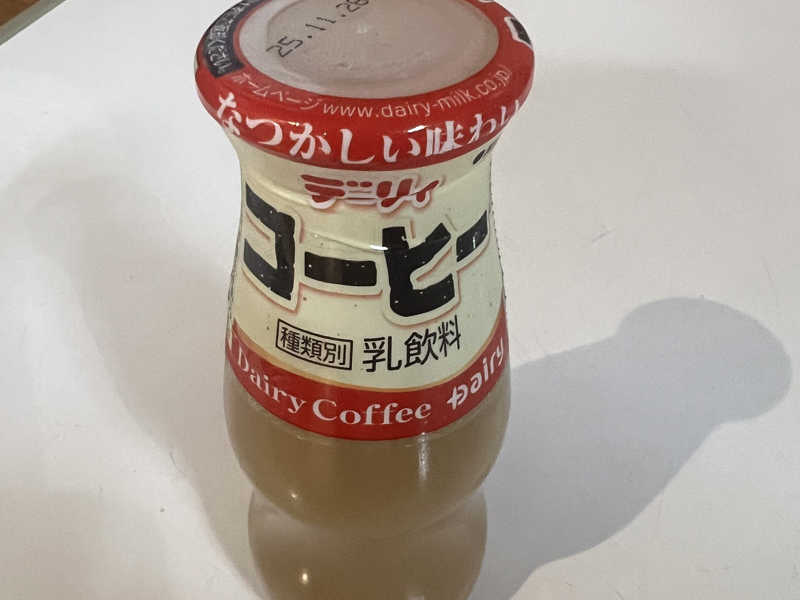 25.11.28
ホームページwww.dairy-milk.co.jp/
なつかしい味わい
デーリィ
コーヒー
種類別 乳飲料
Dairy Coffee Dairy